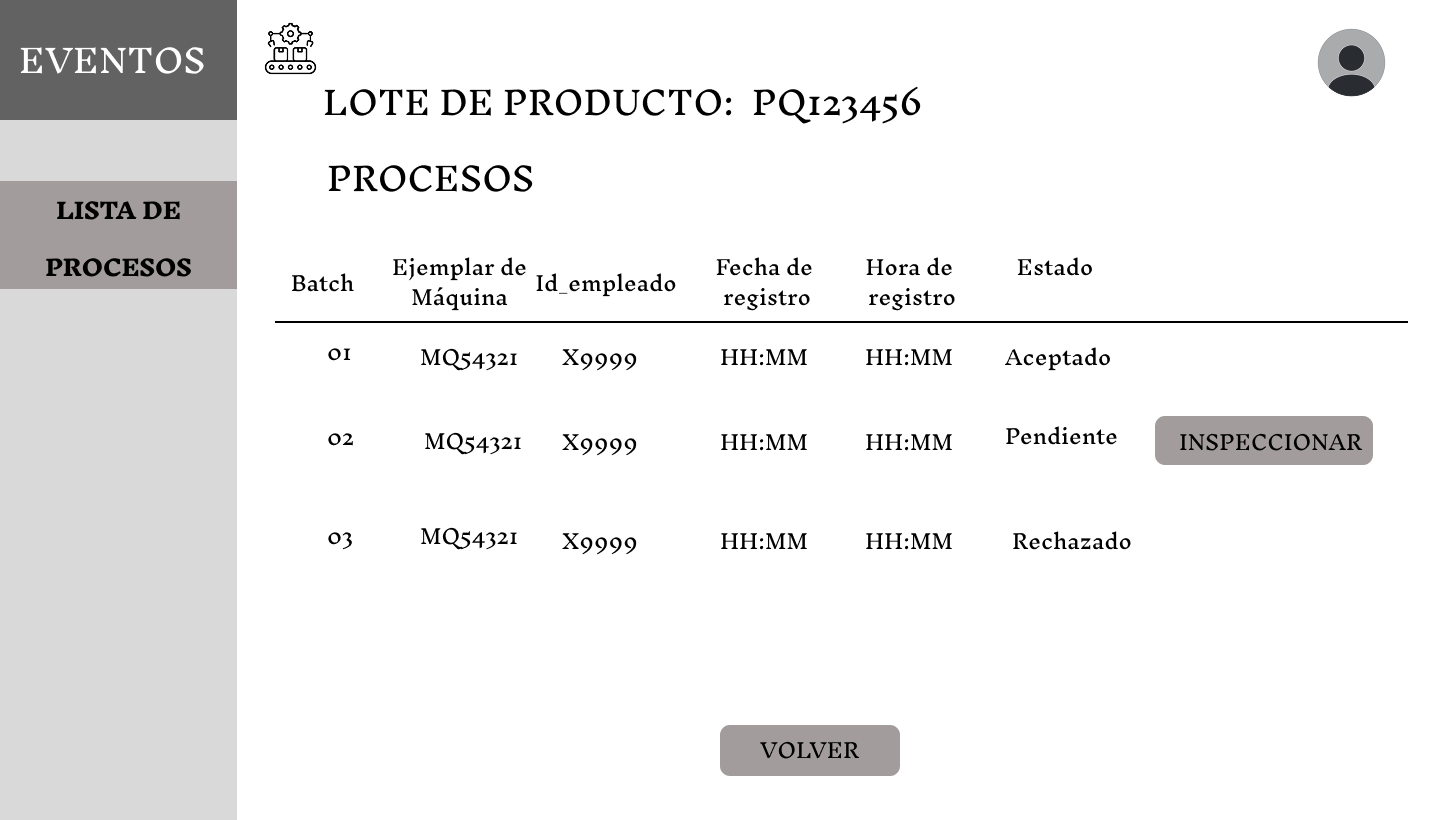 EVENTOS
LOTE DE PRODUCTO: PQ123456
PROCESOS
LISTA DE
PROCESOS
Batch Ejemplar de Máquina Id_empleado Fecha de registro Hora de registro Estado
01 MQ54321 X9999 HH:MM HH:MM Aceptado
02 MQ54321 X9999 HH:MM HH:MM Pendiente INSPECCIONAR
03 MQ54321 X9999 HH:MM HH:MM Rechazado
VOLVER